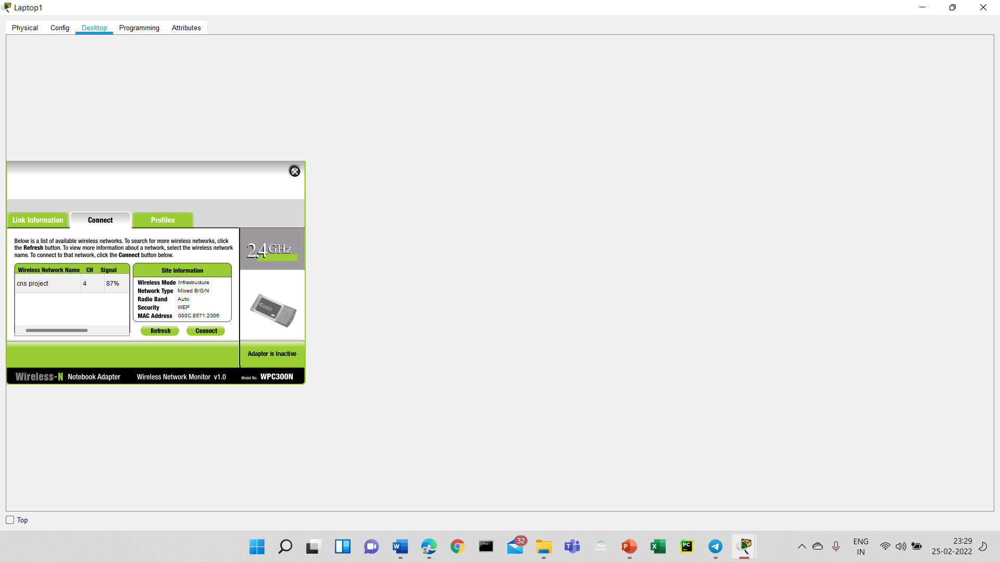 Laptop1
Physical Config Desktop Programming Attributes
Link Information Connect Profiles
Below is a list of available wireless networks. To search for more wireless networks, click
the Refresh button. To view more information about a network, select the wireless network
name. To connect to that network, click the Connect button below.
2.4GHz
Wireless Network Name CH Signal
cns project 4 87%
Site Information
Wireless Mode Infrastructure
Network Type Mixed B/G/N
Radio Band Auto
Security WEP
MAC Address 000C.8571.2306
Refresh Connect
Adapter is Inactive
Wireless-N Notebook Adapter Wireless Network Monitor v1.0 Model No. WPC300N
Top
32
ENG
IN
23:29
25-02-2022